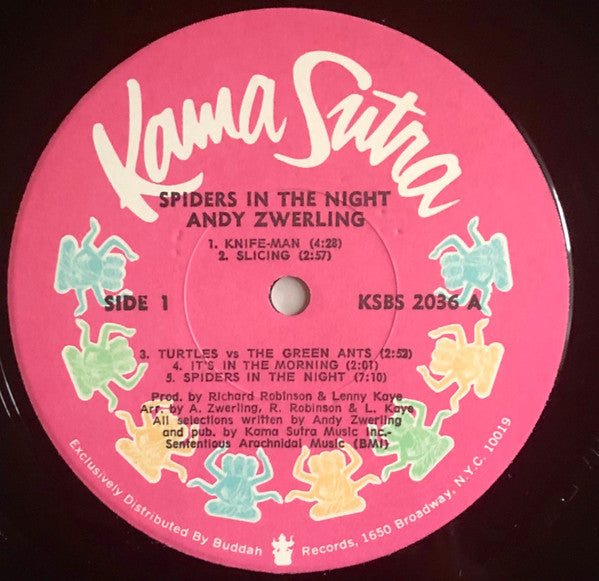 Kama Sutra
SPIDERS IN THE NIGHT
ANDY ZWERLING
1. KNIFE-MAN (4:28)
2. SLICING (2:57)
SIDE 1
KSBS 2036 A
3. TURTLES vs THE GREEN ANTS (2:52)
4. IT'S IN THE MORNING (2:01)
5. SPIDERS IN THE NIGHT (7:10)
Prod. by Richard Robinson & Lenny Kaye
Arr. by A. Zwerling, R. Robinson & L. Kaye
All selections written by Andy Zwerling
and pub. by Kama Sutra Music Inc.-
Sententious Arachnidal Music (BMI)
Exclusively Distributed By Buddah Records, 1650 Broadway, N.Y.C. 10019